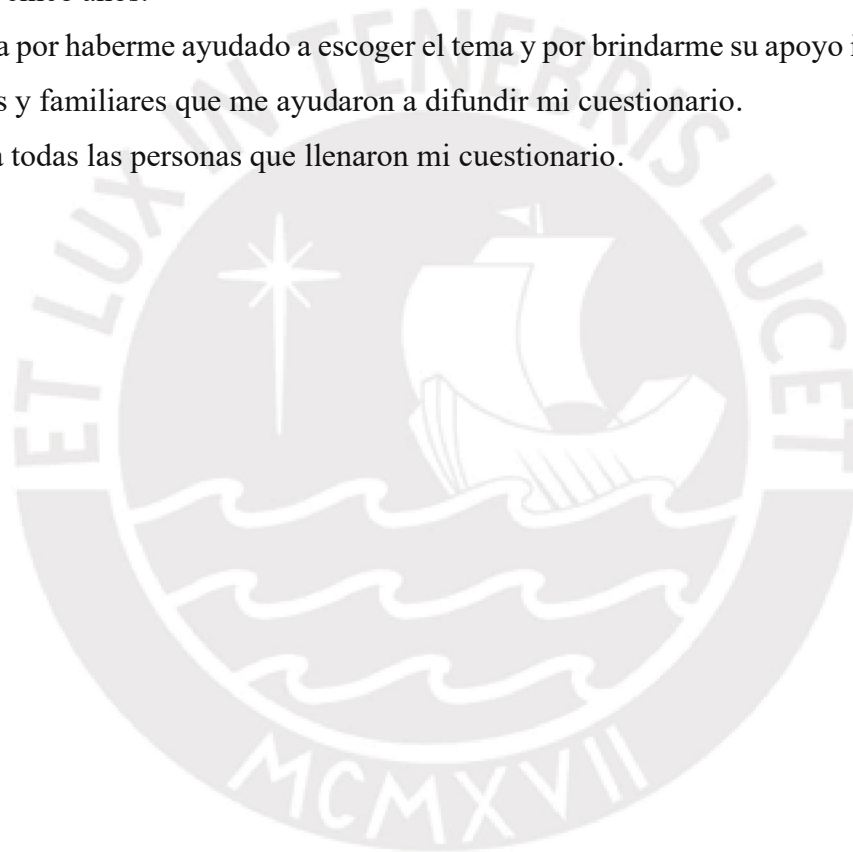 cinco años.
a por haberme ayudado a escoger el tema y por brindarme su apoyo
s y familiares que me ayudaron a difundir mi cuestionario.
a todas las personas que llenaron mi cuestionario.
ET LUX IN TENEBRIS LUCET
MCMXVII